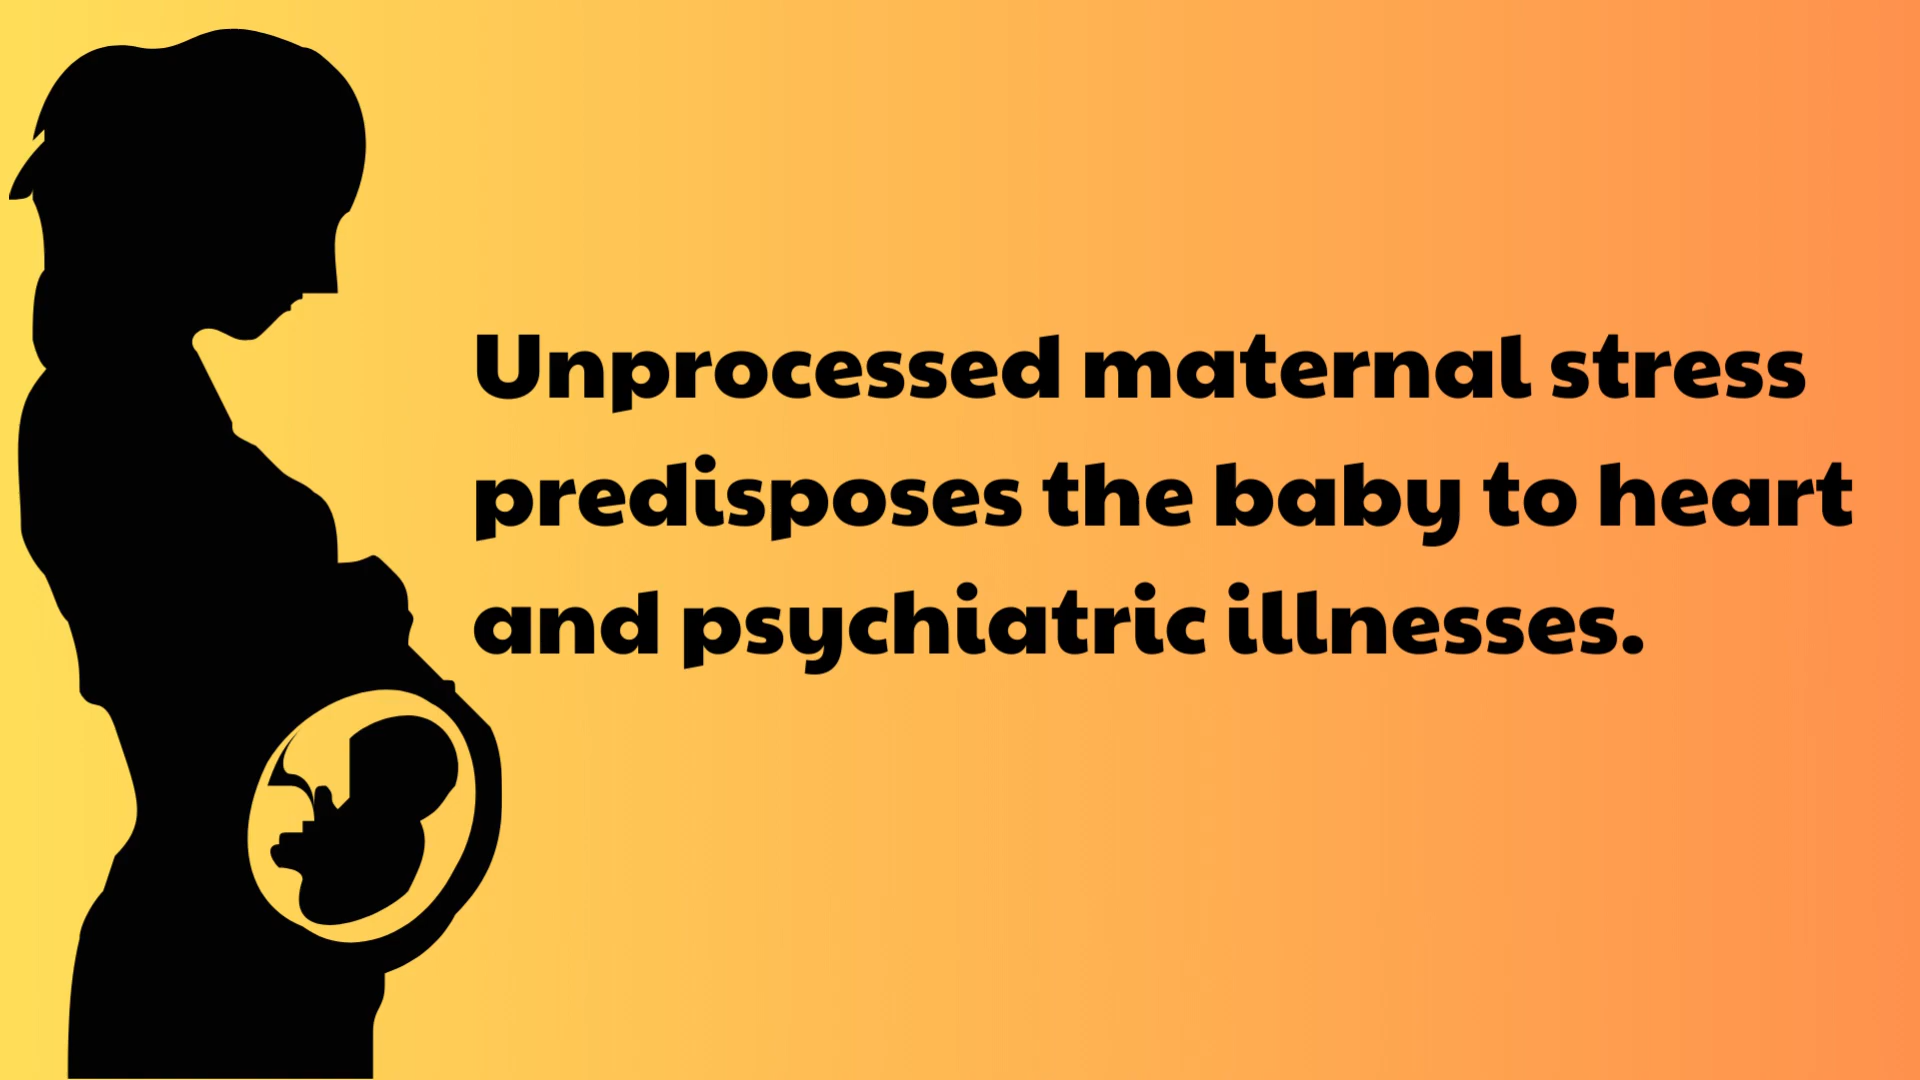 Unprocessed maternal stress
predisposes the baby to heart
and psychiatric illnesses.